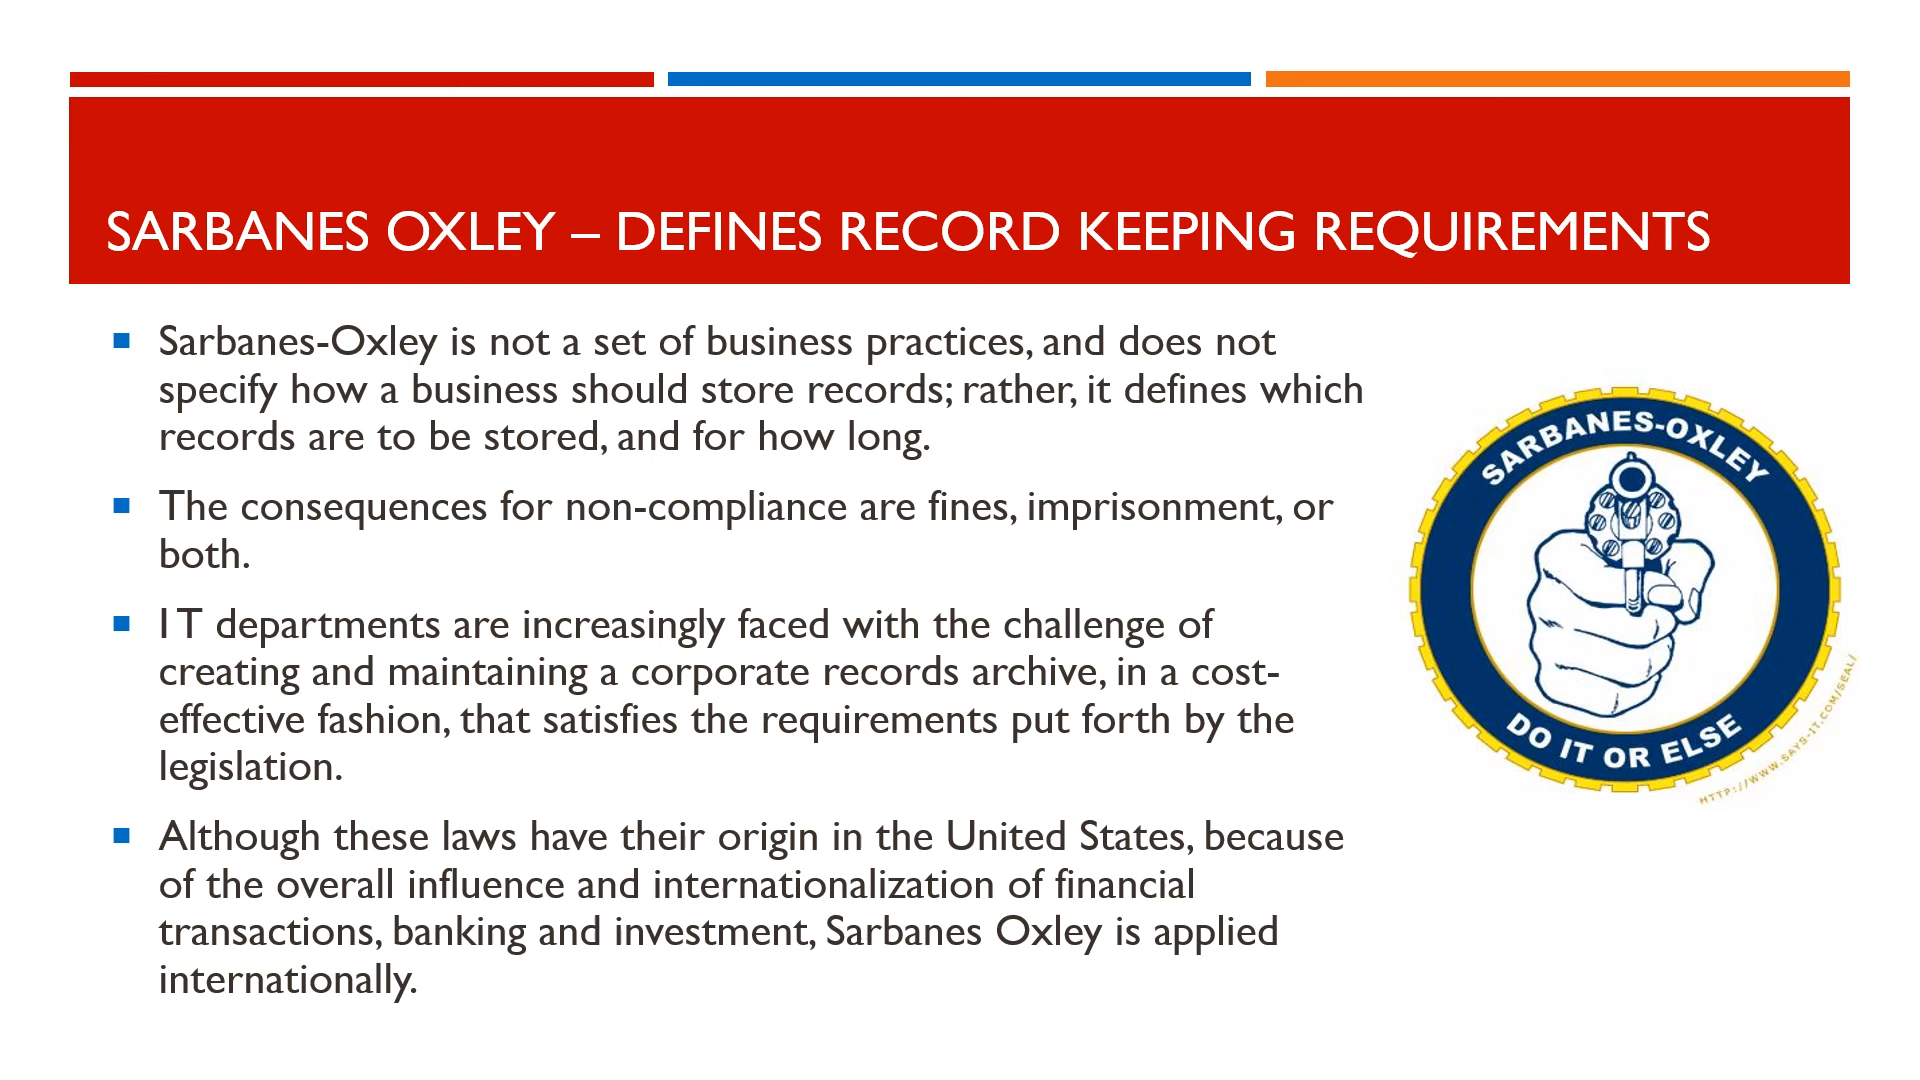 SARBANES OXLEY – DEFINES RECORD KEEPING REQUIREMENTS
Sarbanes-Oxley is not a set of business practices, and does not
specify how a business should store records; rather, it defines which
records are to be stored, and for how long.
The consequences for non-compliance are fines, imprisonment, or
both.
I T departments are increasingly faced with the challenge of
creating and maintaining a corporate records archive, in a cost-
effective fashion, that satisfies the requirements put forth by the
legislation.
Although these laws have their origin in the United States, because
of the overall influence and internationalization of financial
transactions, banking and investment, Sarbanes Oxley is applied
internationally.
SARBANES-OXLEY
DO IT OR ELSE
HTTP://WWW.SAYS-IT.COM/SEAL/